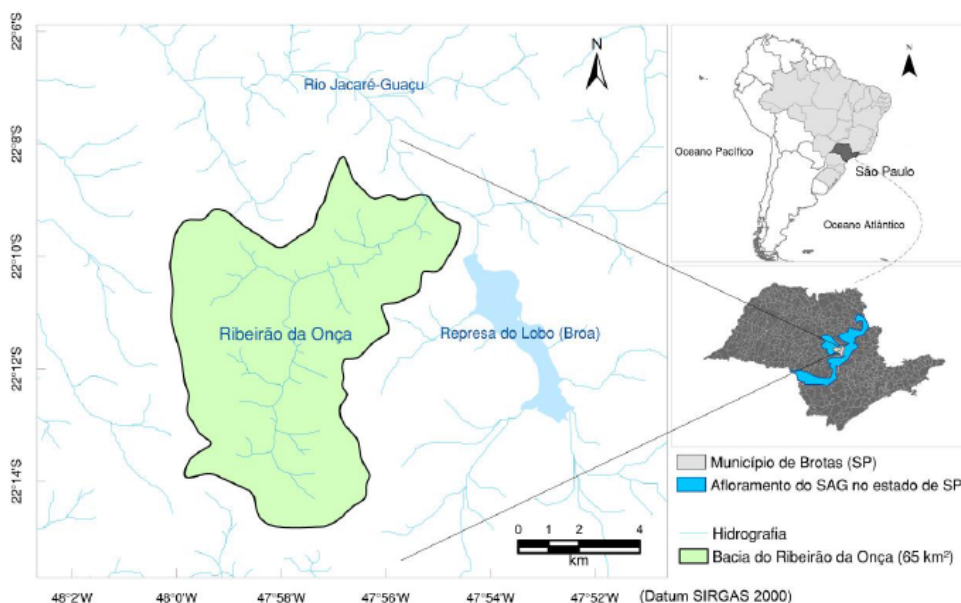 22°6'S
22°8'S
22°10'S
22°12'S
22°14'S
Rio Jacaré-Guaçu
N
Ribeirão da Onça
Represa do Lobo (Broa)
0 1 2 4
km
48°2'W 48°0'W 47°58'W 47°56'W 47°54'W 47°52'W
(Datum SIRGAS 2000)
N
Oceano Pacífico
São Paulo
Oceano Atlântico
Município de Brotas (SP)
Afloramento do SAG no estado de SP
Hidrografia
Bacia do Ribeirão da Onça (65 km²)